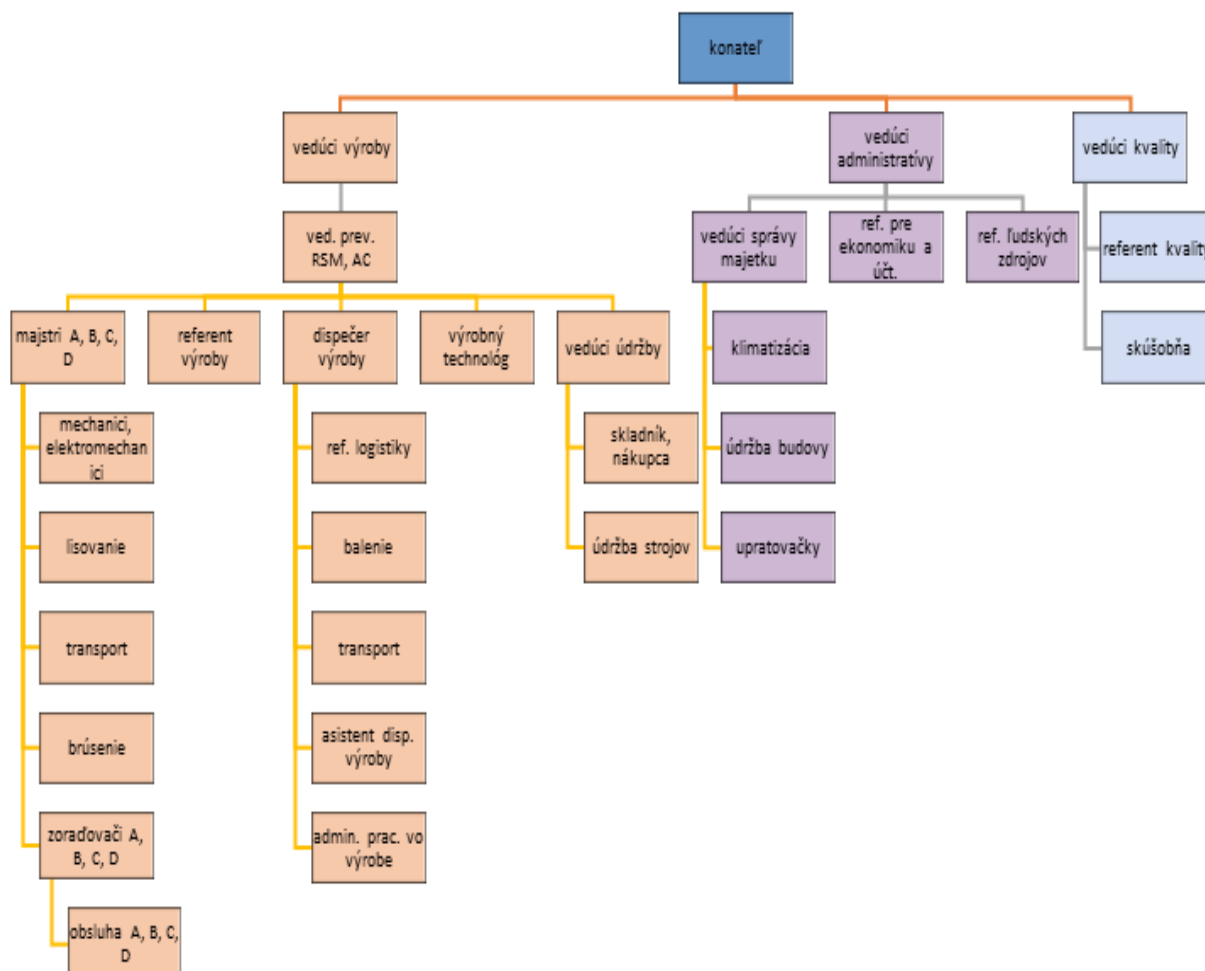 konateľ
vedúci výroby
vedúci
administratívy
vedúci kvality
ved. prev.
RSM, AC
vedúci správy
majetku
ref. pre
ekonomiku a
účt.
ref. ľudských
zdrojov
referent kvality
majstri A, B, C,
D
referent
výroby
dispečer
výroby
výrobný
technológ
vedúci údržby
klimatizácia
skúšobňa
mechanici,
elektromechan
ici
ref. logistiky
skladník,
nákupca
údržba budovy
lisovanie
balenie
údržba strojov
upratovačky
transport
transport
brúsenie
asistent disp.
výroby
zoraďovači A,
B, C, D
admin. prac. vo
výrobe
obsluha A, B, C,
D